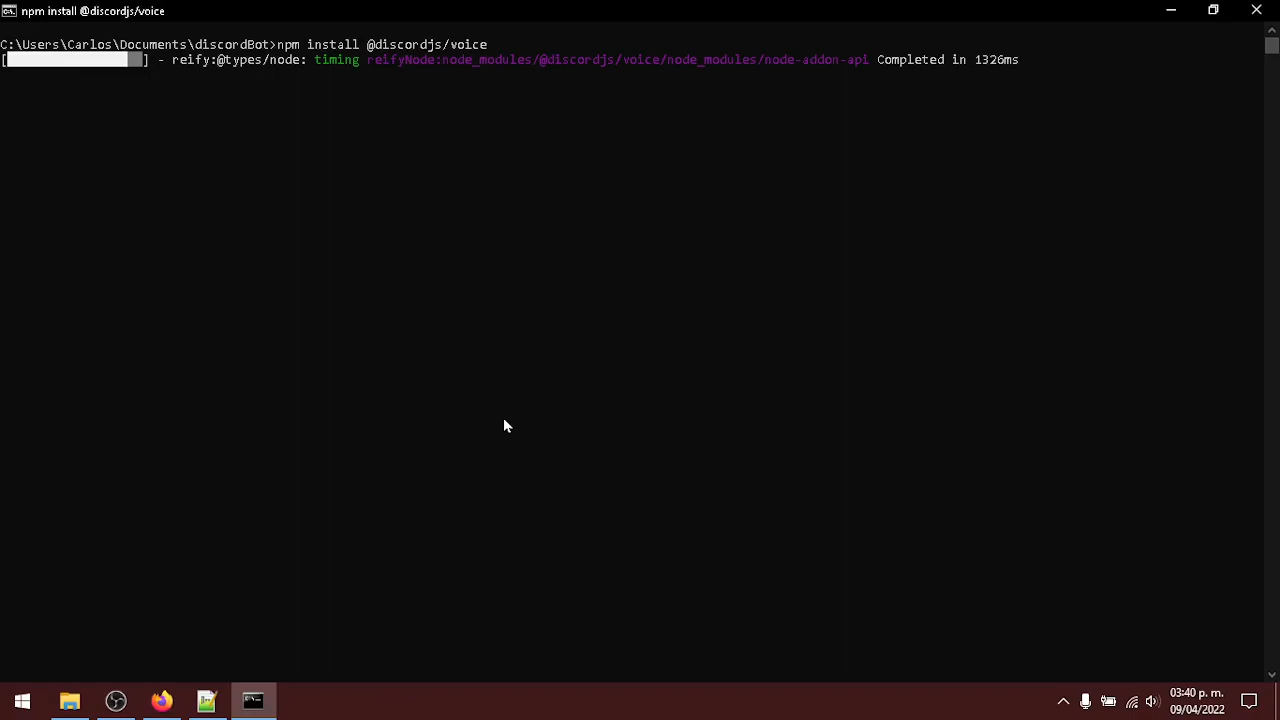 npm install @discordjs/voice
C:\Users\Carlos\Documents\discordBot>npm install @discordjs/voice
[ ] - reify:@types/node: timing reifyNode:node_modules/@discordjs/voice/node_modules/node-addon-api Completed in 1326ms
03:40 p. m.
09/04/2022